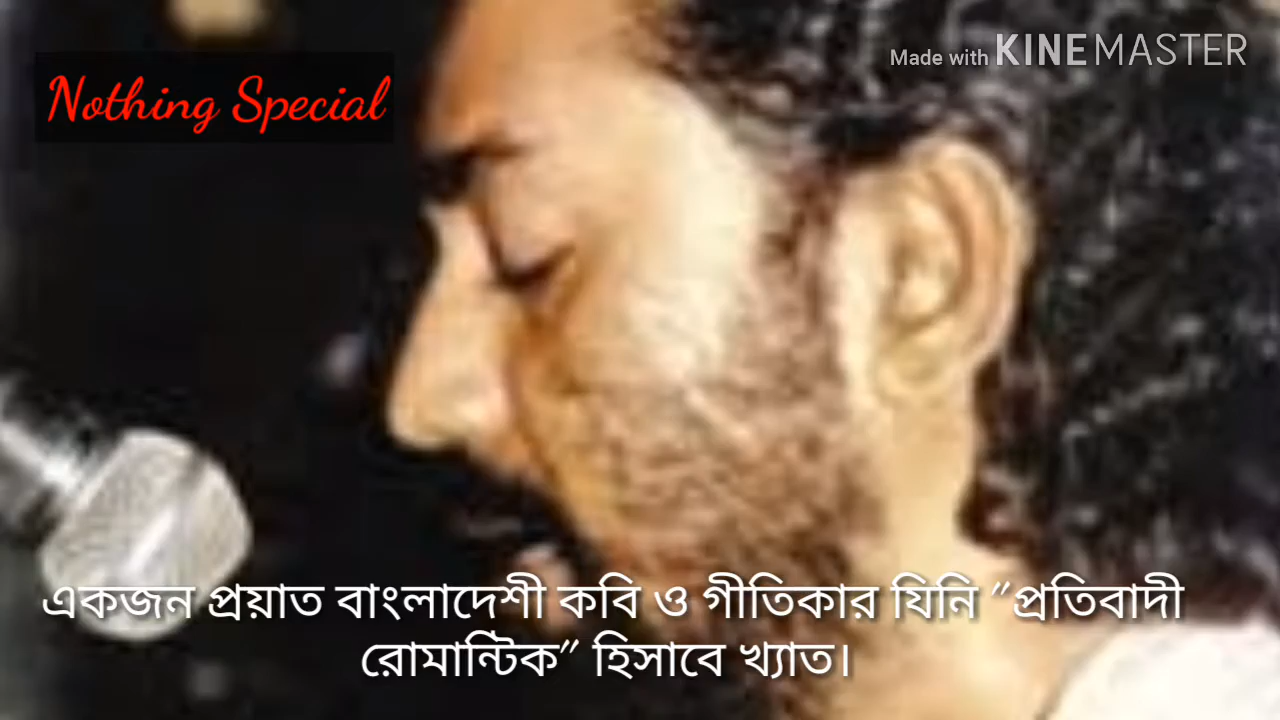 Made with KINEMASTER
Nothing Special
একজন প্রয়াত বাংলাদেশী কবি ও গীতিকার যিনি "প্রতিবাদী
রোমান্টিক" হিসাবে খ্যাত।